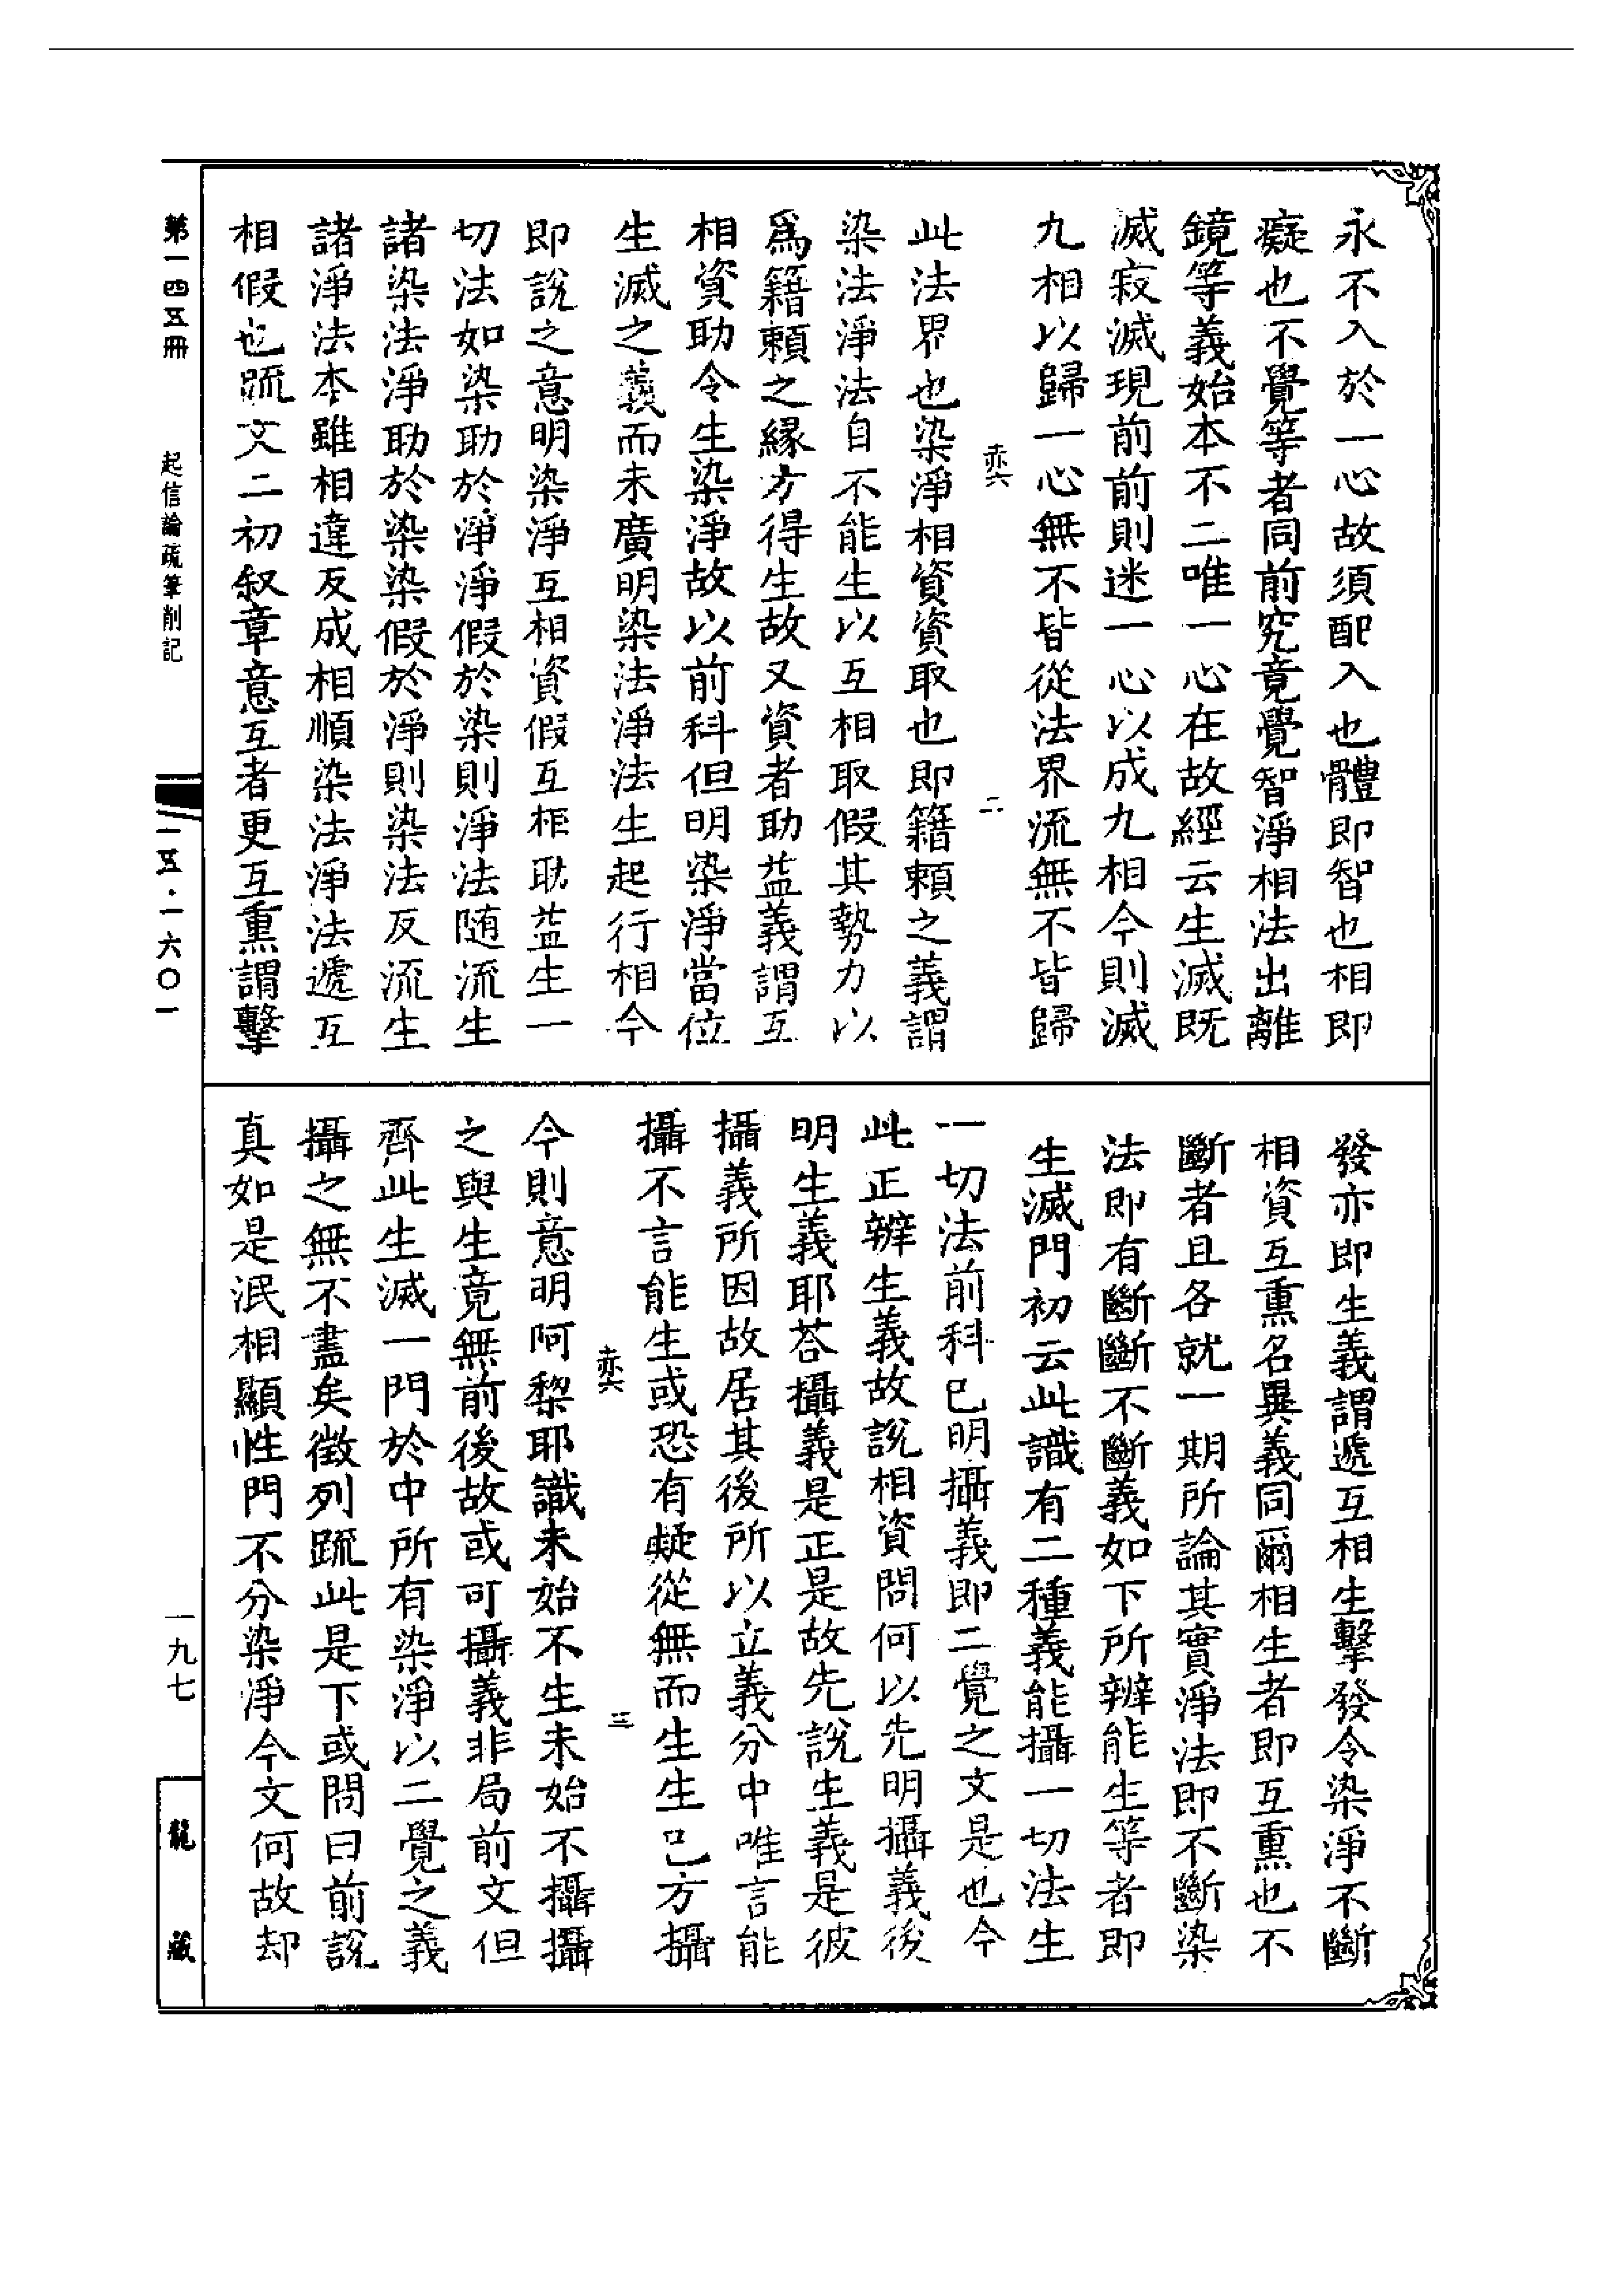 永不入於一心故須配入也體即智也相即
癡也不覺等者同前究竟覺智淨相法出離
鏡等義始本不二唯一心在故經云生滅既
滅寂滅現前前則迷一心以成九相今則滅
九相以歸一心無不皆從法界流無不皆歸
赤六 二
此法界也染淨相資資取也即籍賴之義謂
染法淨法自不能生以互相取假其勢力以
爲籍賴之緣方得生故又資者助益義謂互
相資助令生染淨故以前科但明染淨當位
生滅之義而未廣明染法淨法生起行相今
即說之意明染淨互相資假互相耽益生一
切法如染助於淨淨假於染則淨法随流生
諸染法淨助於染染假於淨則染法反流生
諸淨法本雖相違反成相順染法淨法遞互
相假也䟽文二初叙章意互者更互熏謂擊
發亦即生義謂遞互相生擊發令染淨不斷
相資互熏名異義同爾相生者即互熏也不
斷者且各就一期所論其實淨法即不斷染
法即有斷斷不斷義如下所辨能生等者即
生滅門初云此識有二種義能攝一切法生
一切法前科已明攝義即二覺之文是也今
此正辨生義故說相資問何以先明攝義後
明生義耶荅攝義是正是故先說生義是彼
攝義所因故居其後所以立義分中唯言能
攝不言能生或恐有疑從無而生生已方攝
赤六 三
今則意明阿棃耶識未始不生未始不攝攝
之與生竟無前後故或可攝義非局前文但
齊此生滅一門於中所有染淨以二覺之義
攝之無不盡矣徵列䟽此是下或問曰前說
真如是泯相顯性門不分染淨今文何故却
第一四五冊 起信論疏筆削記 一五·一六〇一 一九七 龍藏